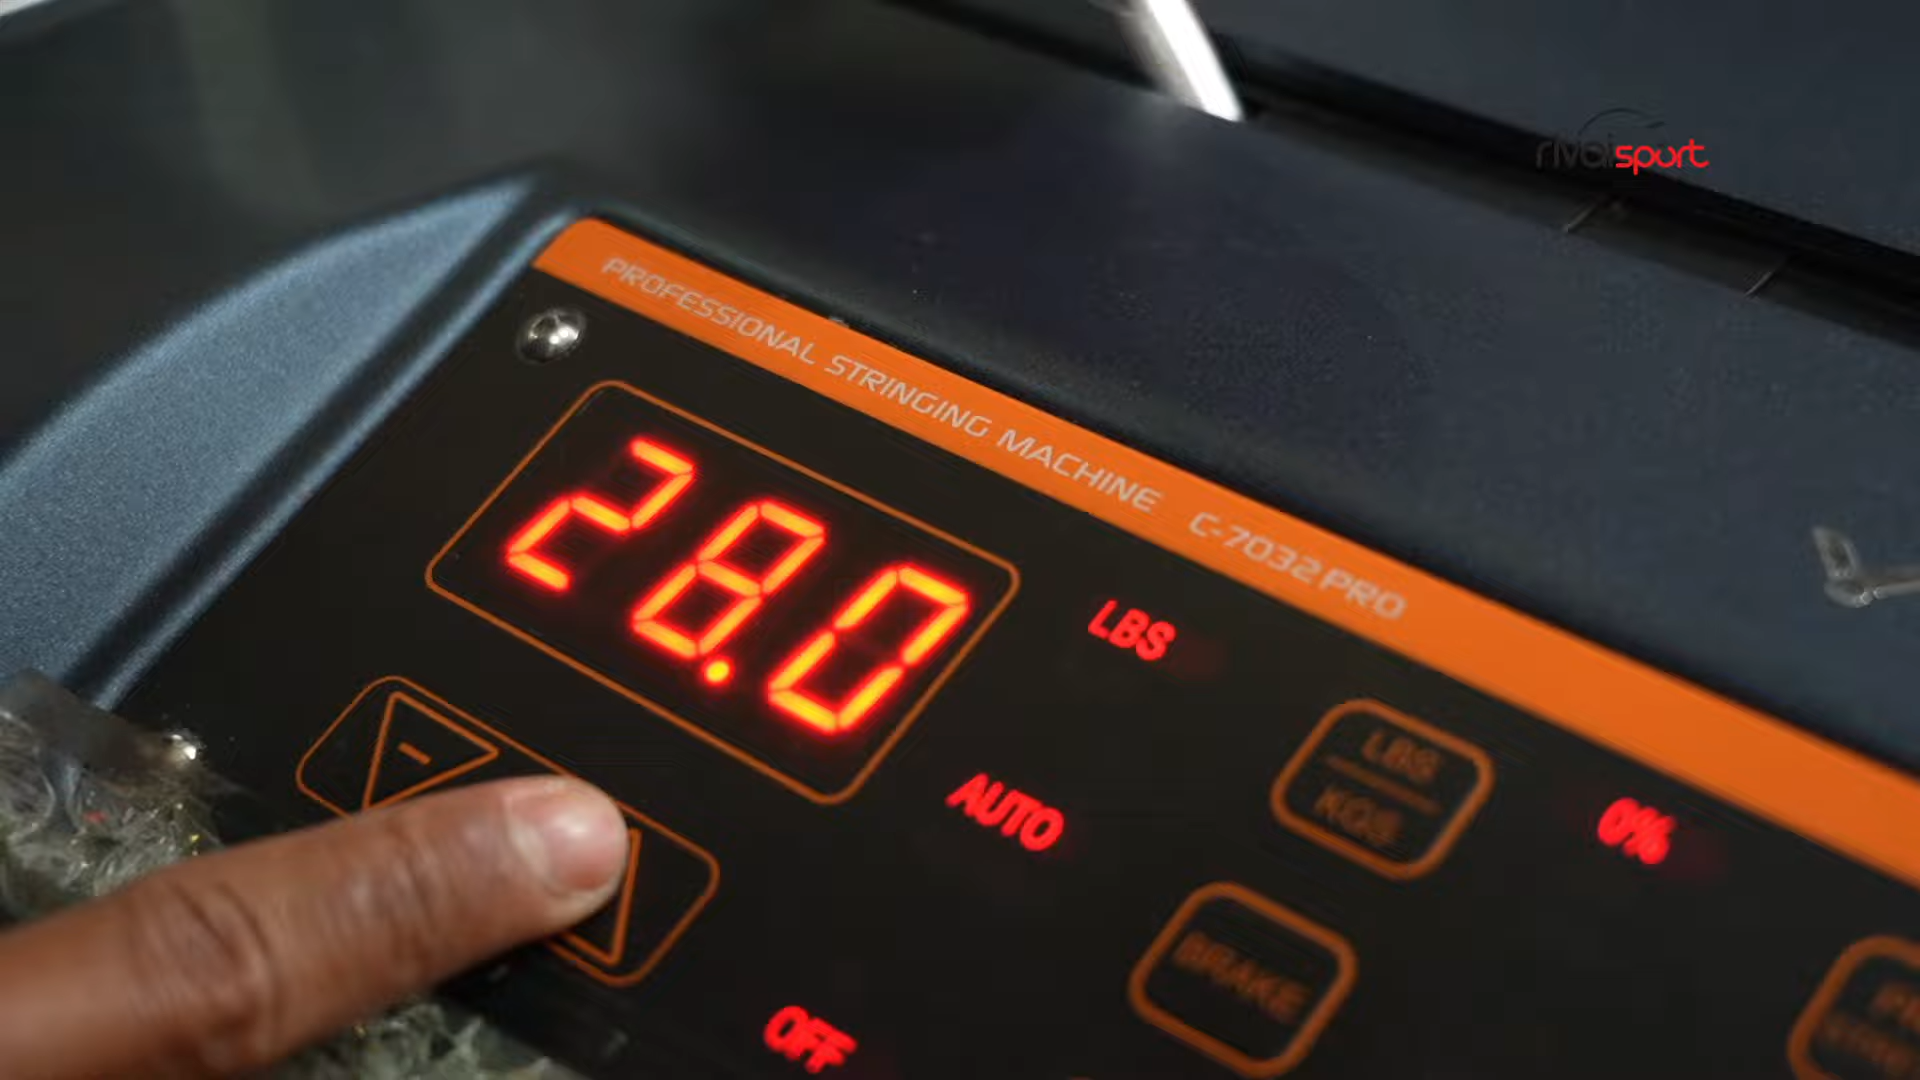 rivalsport
PROFESSIONAL STRINGING MACHINE C-7032 PRO
28.0
LBS
LBS
KGS
0%
AUTO
BRAKE
OFF